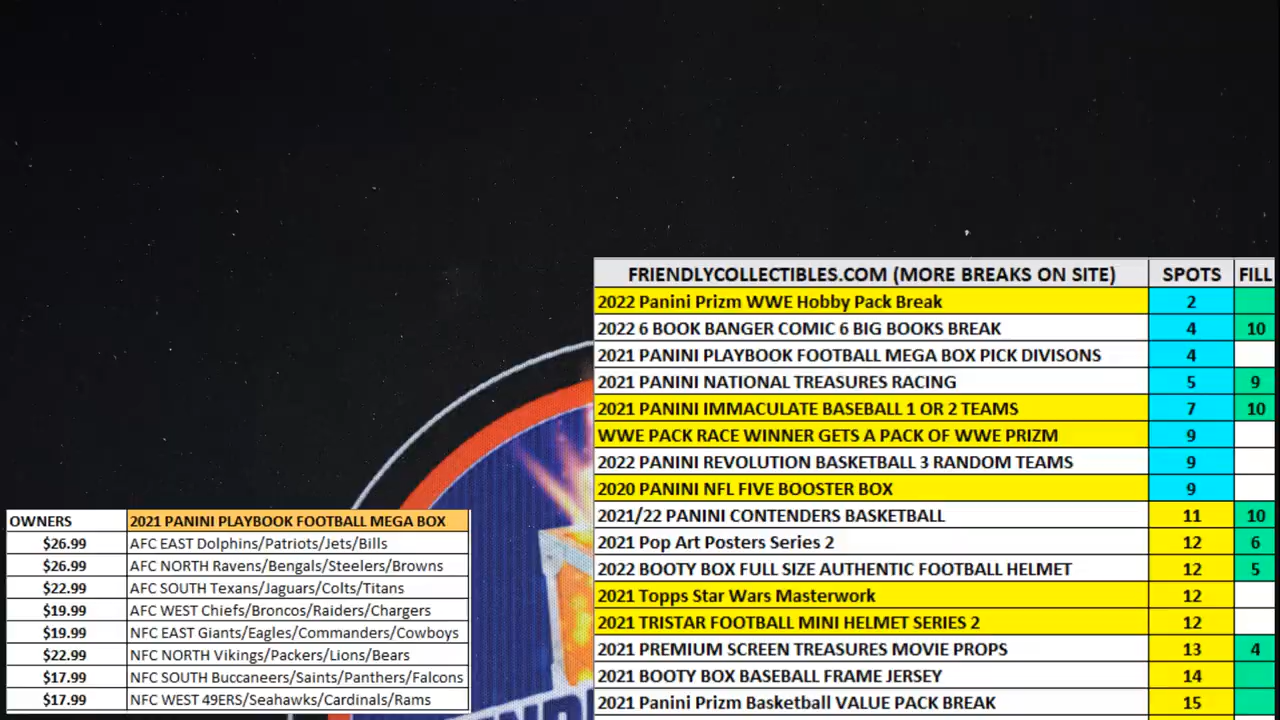 FRIENDLYCOLLECTIBLES.COM (MORE BREAKS ON SITE) SPOTS FILL
2022 Panini Prizm WWE Hobby Pack Break 2
2022 6 BOOK BANGER COMIC 6 BIG BOOKS BREAK 4 10
2021 PANINI PLAYBOOK FOOTBALL MEGA BOX PICK DIVISONS 4
2021 PANINI NATIONAL TREASURES RACING 5 9
2021 PANINI IMMACULATE BASEBALL 1 OR 2 TEAMS 7 10
WWE PACK RACE WINNER GETS A PACK OF WWE PRIZM 9
2022 PANINI REVOLUTION BASKETBALL 3 RANDOM TEAMS 9
2020 PANINI NFL FIVE BOOSTER BOX 9
2021/22 PANINI CONTENDERS BASKETBALL 11 10
2021 Pop Art Posters Series 2 12 6
2022 BOOTY BOX FULL SIZE AUTHENTIC FOOTBALL HELMET 12 5
2021 Topps Star Wars Masterwork 12
2021 TRISTAR FOOTBALL MINI HELMET SERIES 2 12
2021 PREMIUM SCREEN TREASURES MOVIE PROPS 13 4
2021 BOOTY BOX BASEBALL FRAME JERSEY 14
2021 Panini Prizm Basketball VALUE PACK BREAK 15
OWNERS 2021 PANINI PLAYBOOK FOOTBALL MEGA BOX
$26.99 AFC EAST Dolphins/Patriots/Jets/Bills
$26.99 AFC NORTH Ravens/Bengals/Steelers/Browns
$22.99 AFC SOUTH Texans/Jaguars/Colts/Titans
$19.99 AFC WEST Chiefs/Broncos/Raiders/Chargers
$19.99 NFC EAST Giants/Eagles/Commanders/Cowboys
$22.99 NFC NORTH Vikings/Packers/Lions/Bears
$17.99 NFC SOUTH Buccaneers/Saints/Panthers/Falcons
$17.99 NFC WEST 49ERS/Seahawks/Cardinals/Rams